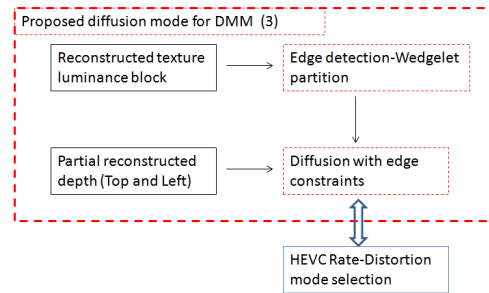 Proposed diffusion mode for DMM (3)
Reconstructed texture
luminance block
Edge detection-Wedgelet
partition
Partial reconstructed
depth (Top and Left)
Diffusion with edge
constraints
HEVC Rate-Distortion
mode selection